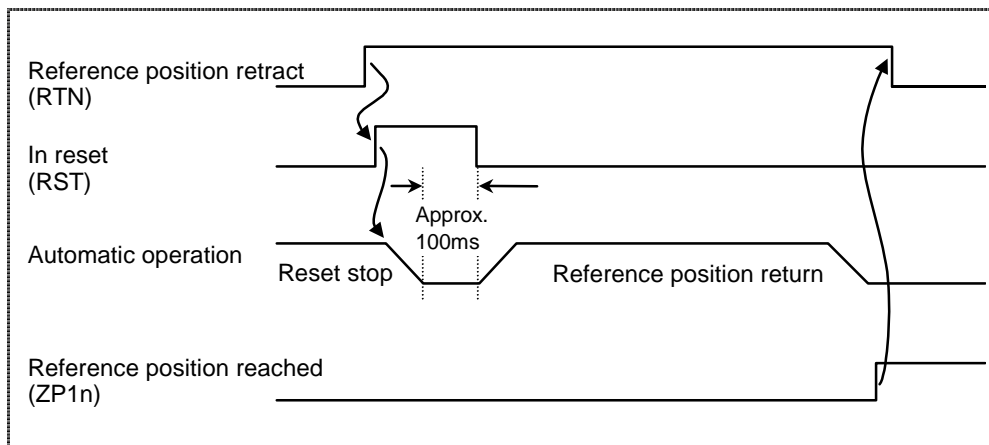 Reference position retract
(RTN)
In reset
(RST)
Approx.
100ms
Automatic operation
Reset stop
Reference position return
Reference position reached
(ZP1n)